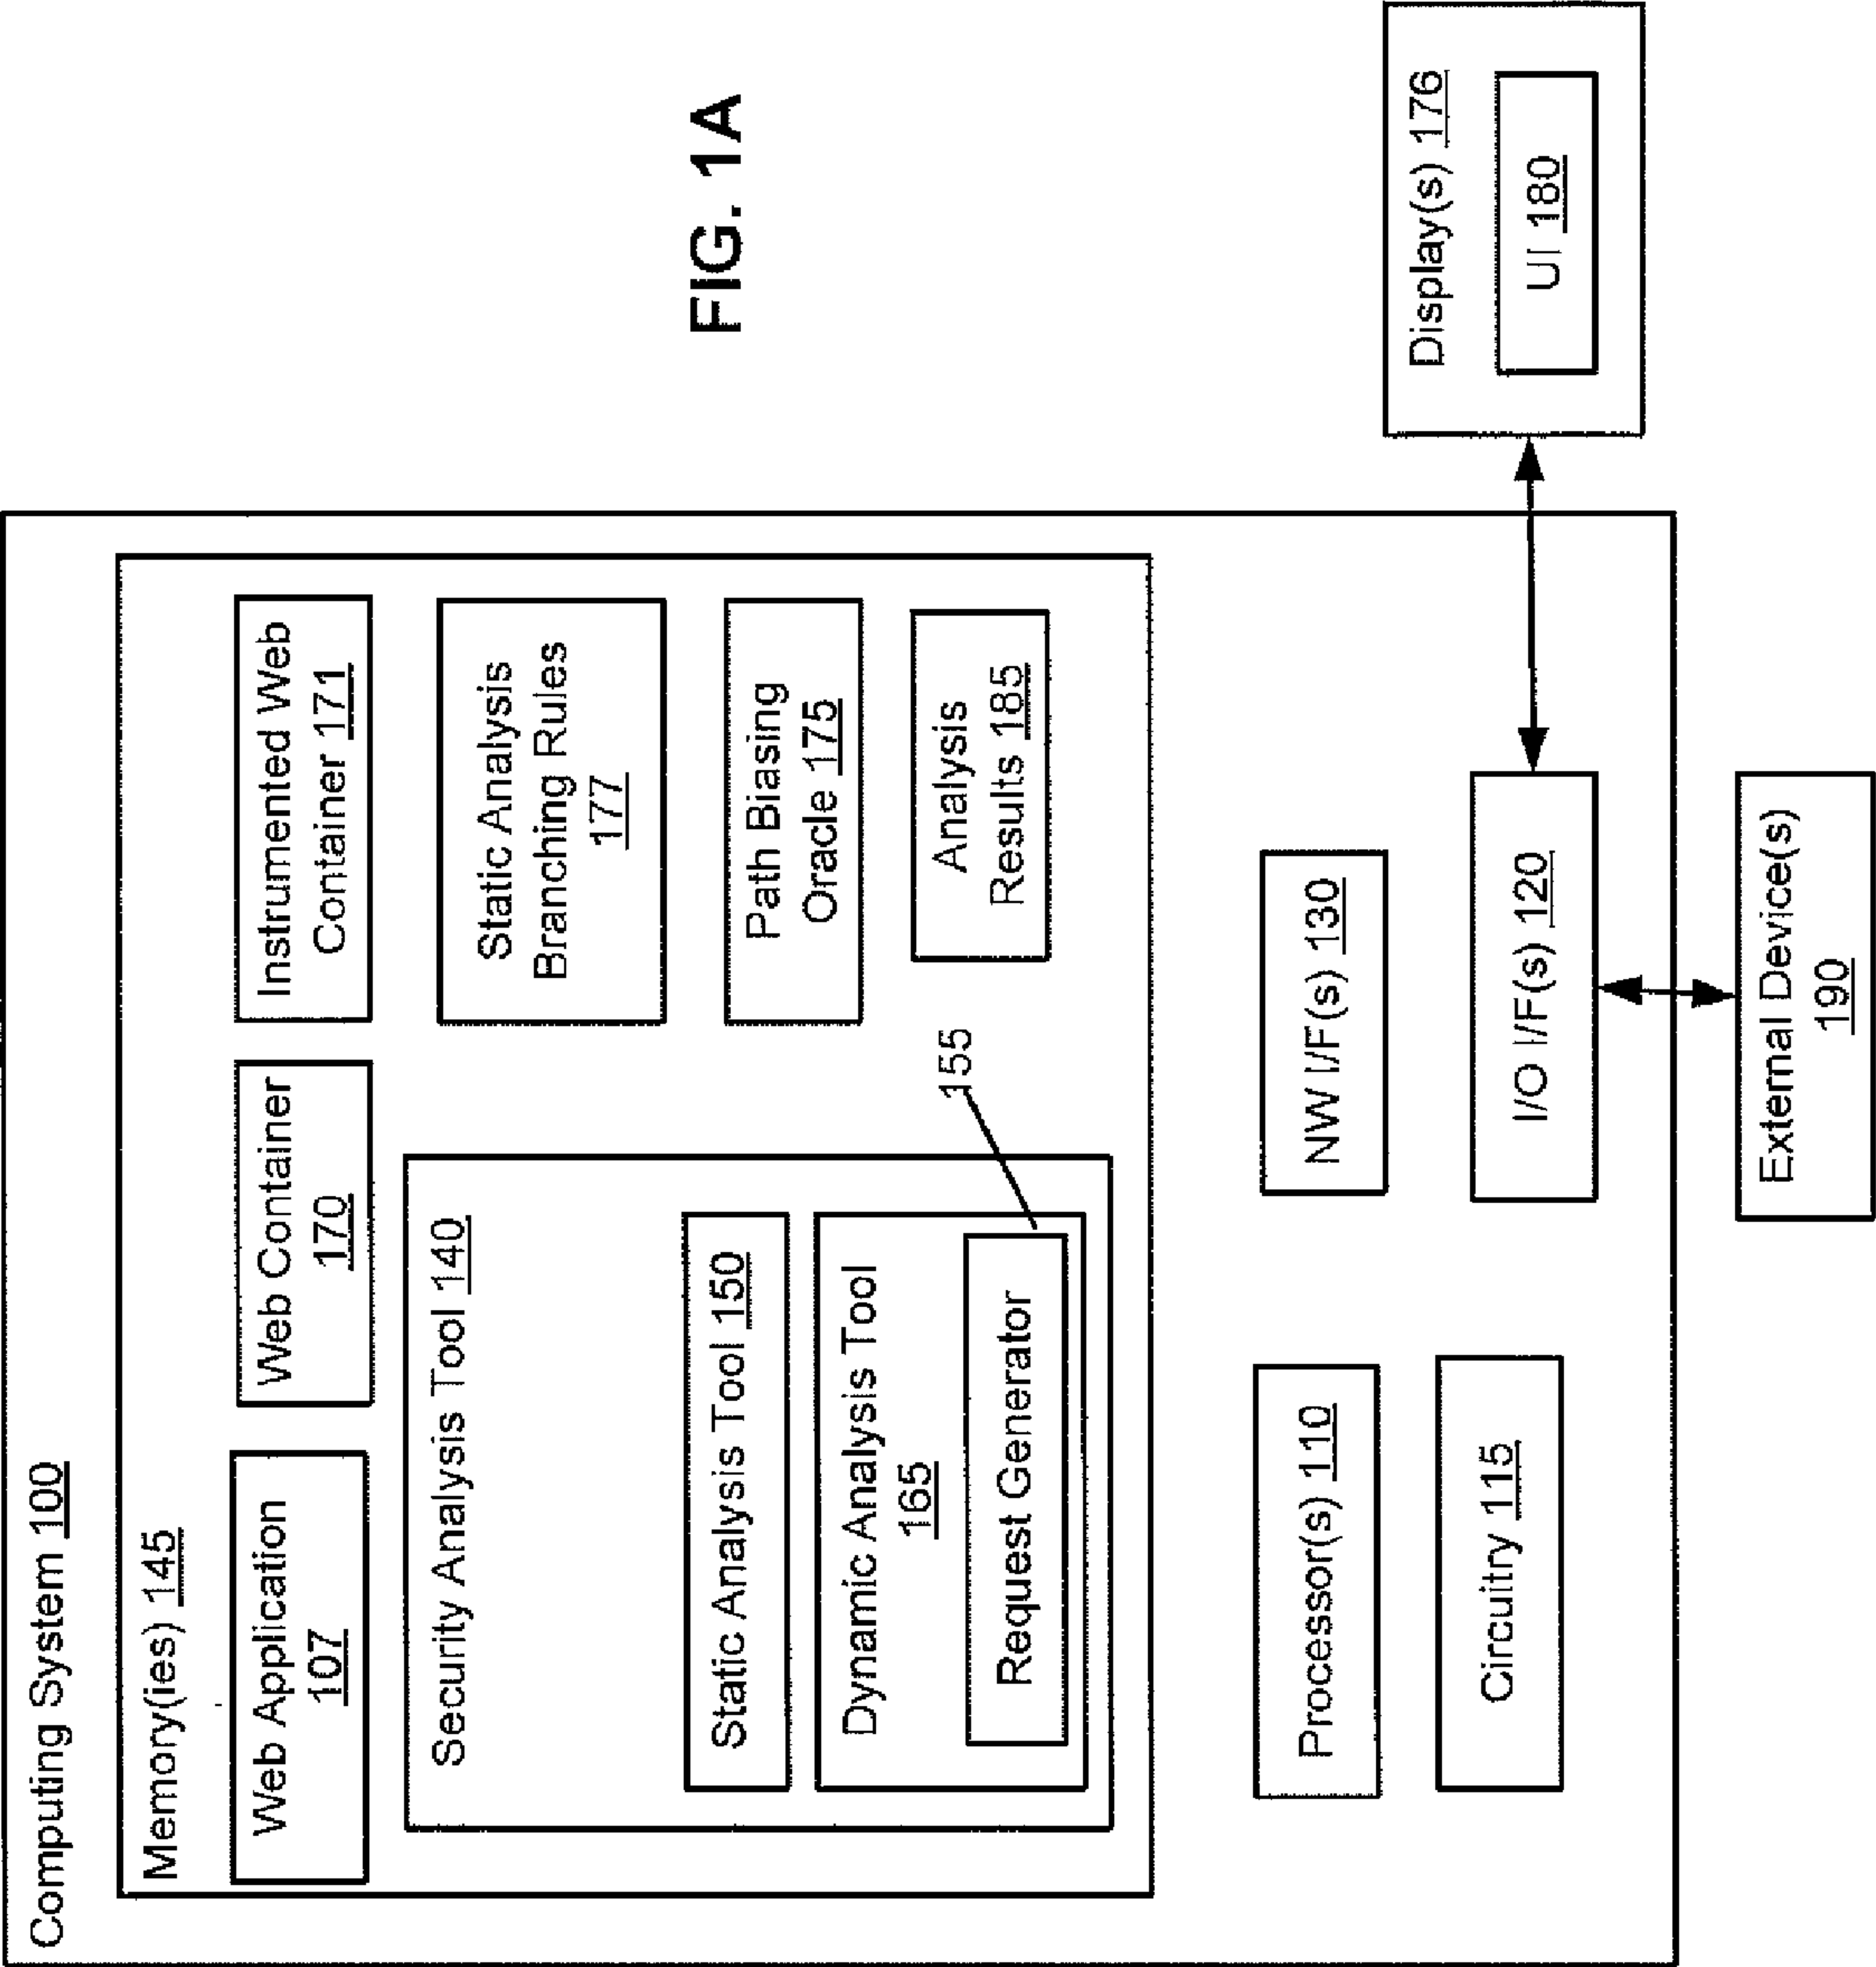 Computing System 100
Memory(ies) 145
Web Application
107
Web Container
170
Instrumented Web
Container 171
Security Analysis Tool 140
Static Analysis Tool 150
Dynamic Analysis Tool
165
Request Generator
155
Static Analysis
Branching Rules
177
Path Biasing
Oracle 175
Analysis
Results 185
Processor(s) 110
NW I/F(s) 130
Circuitry 115
I/O I/F(s) 120
External Device(s)
190
Display(s) 176
UI 180
FIG. 1A